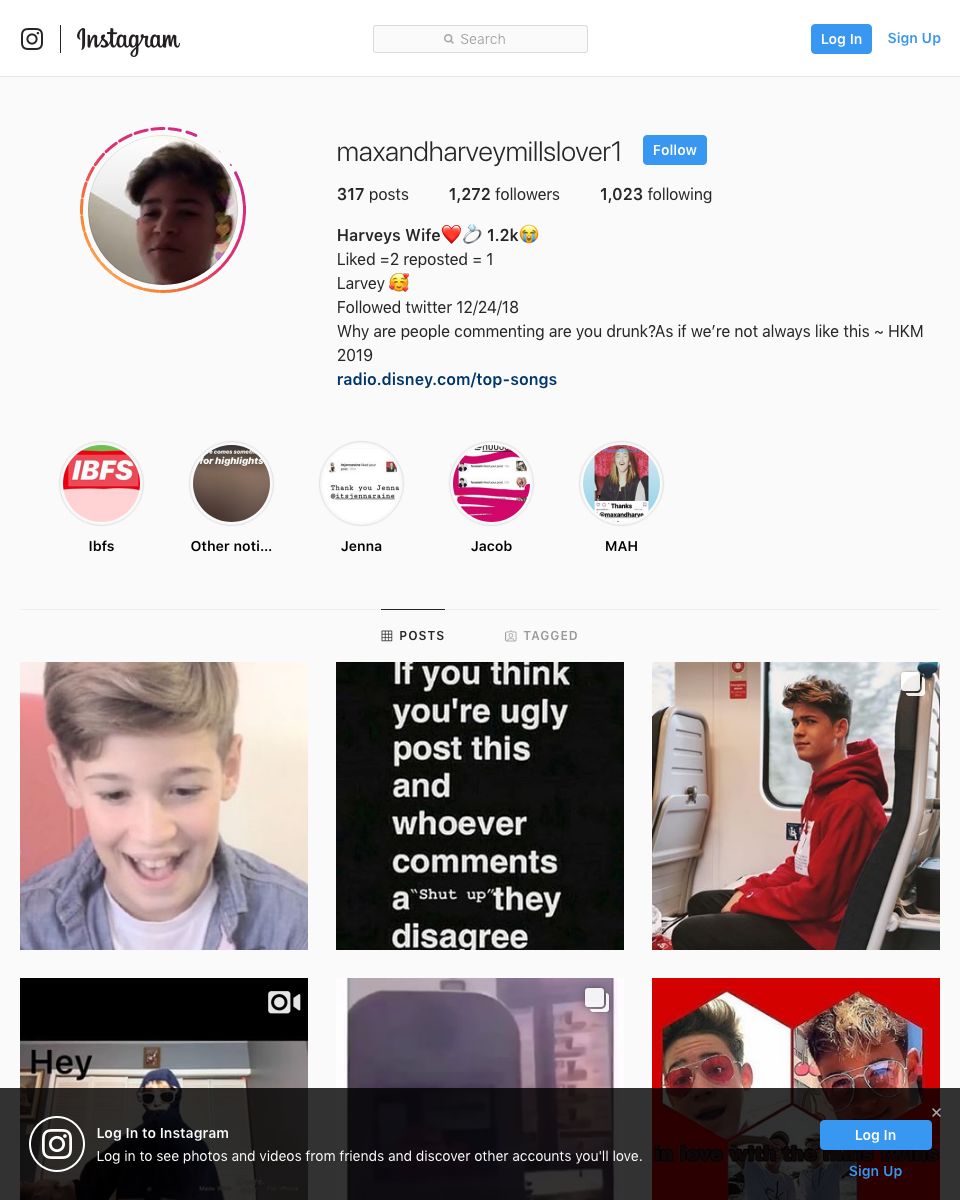 Instagram
Search
Log In
Sign Up
maxandharveymillslover1
Follow
317 posts
1,272 followers
1,023 following
Harveys Wife❤️💍 1.2k😭
Liked =2 reposted = 1
Larvey 🥰
Followed twitter 12/24/18
Why are people commenting are you drunk?As if we’re not always like this ~ HKM
2019
radio.disney.com/top-songs
IBFS
for highlights
Thank you Jenna
@itsjennaraine
Thanks
@maxandharve
Ibfs
Other noti...
Jenna
Jacob
MAH
POSTS
TAGGED
If you think
you're ugly
post this
and
whoever
comments
a "Shut up" they
disagree
Hey
in love with the
Log In to Instagram
Log in to see photos and videos from friends and discover other accounts you'll love.
×
Log In
Sign Up